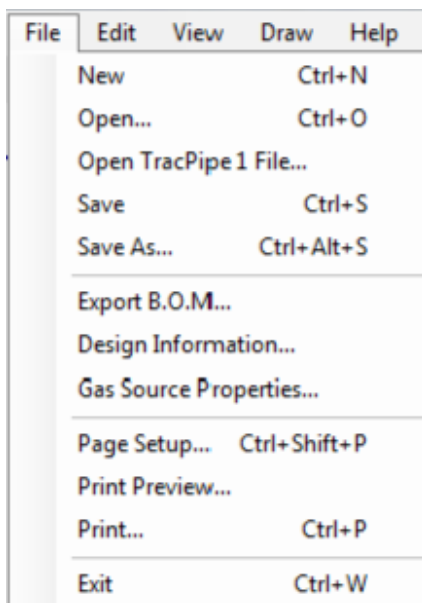 File Edit View Draw Help
New Ctrl+N
Open... Ctrl+O
Open TracPipe 1 File...
Save Ctrl+S
Save As... Ctrl+Alt+S
Export B.O.M...
Design Information...
Gas Source Properties...
Page Setup... Ctrl+Shift+P
Print Preview...
Print... Ctrl+P
Exit Ctrl+W